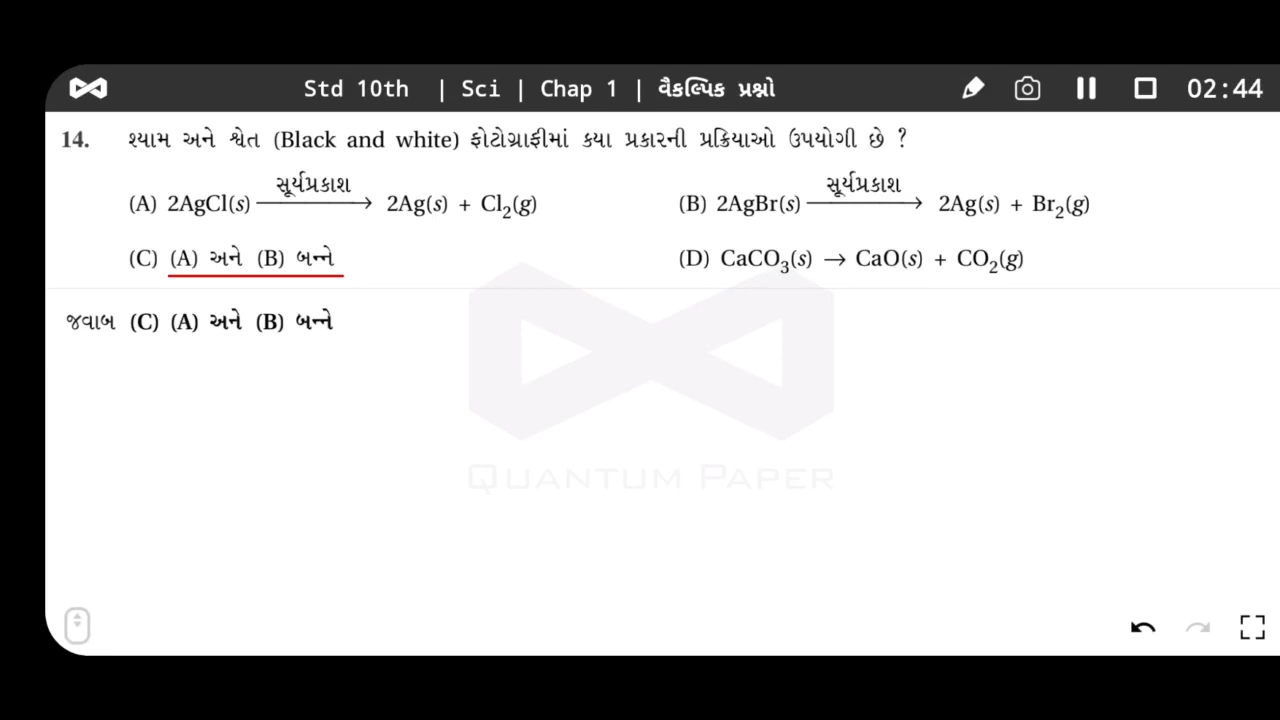 Std 10th | Sci | Chap 1 | વૈકલ્પિક પ્રશ્નો 02:44
14. શ્યામ અને શ્વેત (Black and white) ફોટોગ્રાફીમાં કયા પ્રકારની પ્રક્રિયાઓ ઉપયોગી છે ?
(A) 2AgCl(s) સૂર્યપ્રકાશ ⟶ 2Ag(s) + Cl₂(g) (B) 2AgBr(s) સૂર્યપ્રકાશ ⟶ 2Ag(s) + Br₂(g)
(C) (A) અને (B) બન્ને (D) CaCO₃(s) → CaO(s) + CO₂(g)
જવાબ (C) (A) અને (B) બન્ને
QUANTUM PAPER